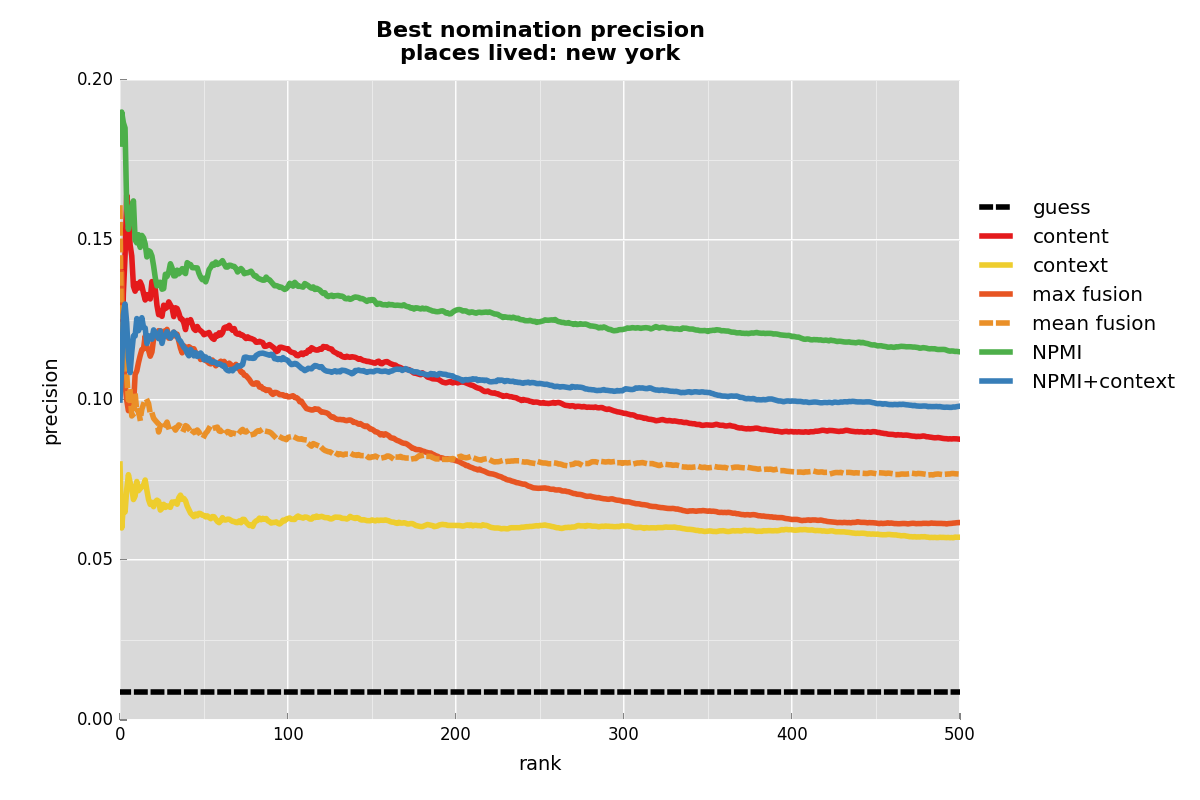 Best nomination precision
places lived: new york
0.20
0.15
0.10
0.05
0.00
precision
0
100
200
300
400
500
rank
guess
content
context
max fusion
mean fusion
NPMI
NPMI+context